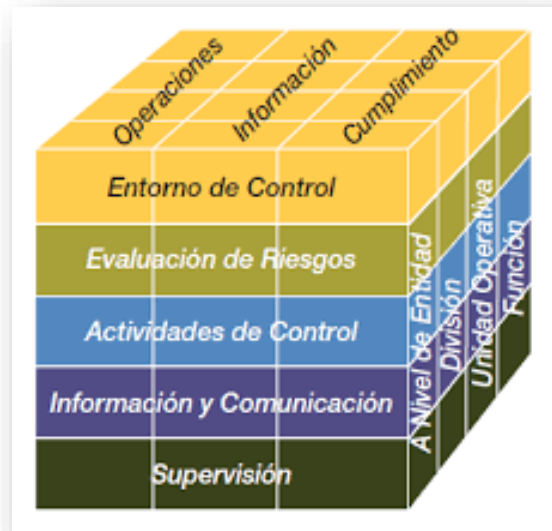 Operaciones
Información
Cumplimiento
Entorno de Control
Evaluación de Riesgos
Actividades de Control
Información y Comunicación
Supervisión
A Nivel de Entidad
División
Unidad Operativa
Función